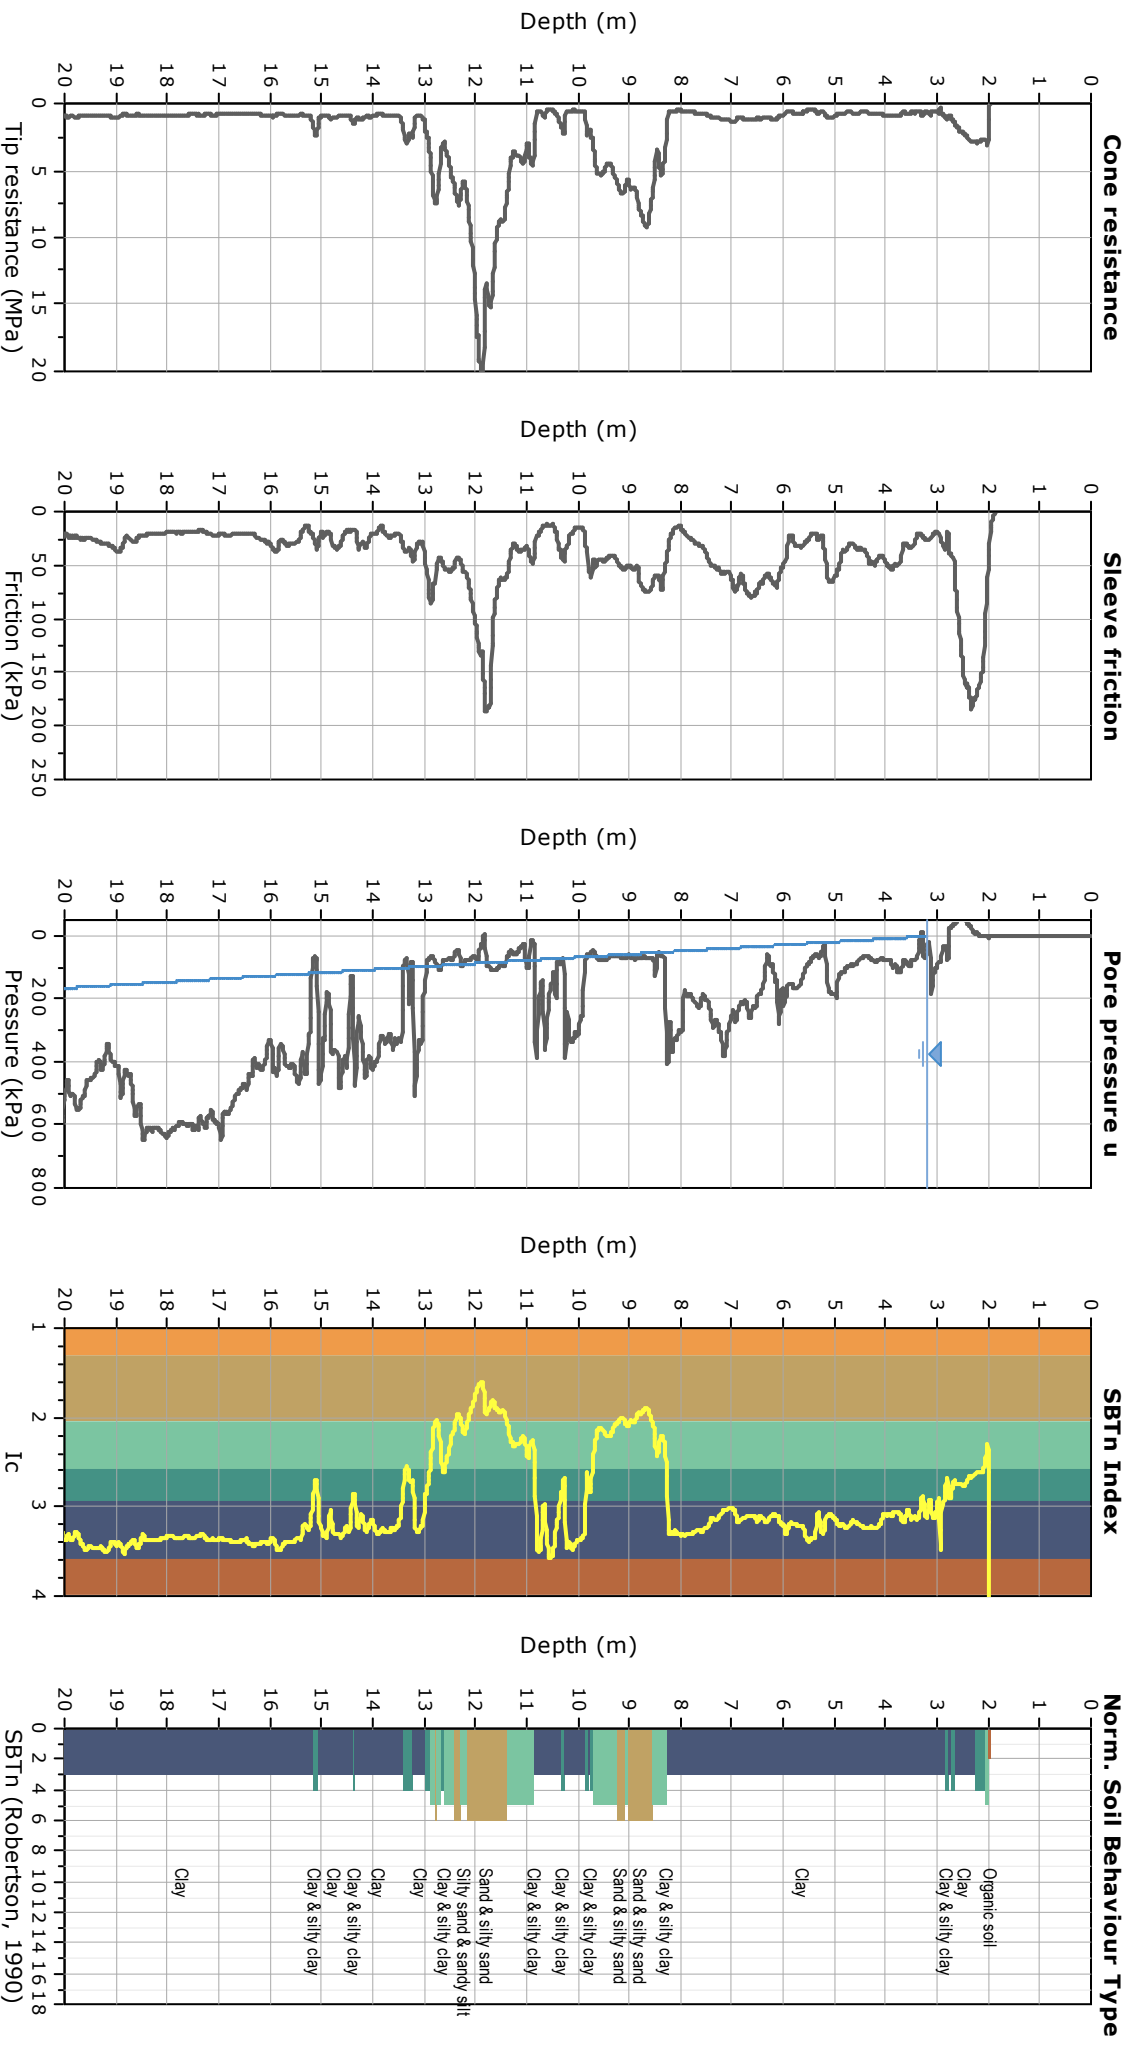 Cone resistance
Depth (m)
0
1
2
3
4
5
6
7
8
9
10
11
12
13
14
15
16
17
18
19
20
0 5 10 15 20
Tip resistance (MPa)
Sleeve friction
Depth (m)
0
1
2
3
4
5
6
7
8
9
10
11
12
13
14
15
16
17
18
19
20
0 50 100 150 200 250
Friction (kPa)
Pore pressure u
Depth (m)
0
1
2
3
4
5
6
7
8
9
10
11
12
13
14
15
16
17
18
19
20
0 200 400 600 800
Pressure (kPa)
SBTn Index
Depth (m)
0
1
2
3
4
5
6
7
8
9
10
11
12
13
14
15
16
17
18
19
20
1 2 3 4
Ic
Norm. Soil Behaviour Type
Depth (m)
0
1
2
3
4
5
6
7
8
9
10
11
12
13
14
15
16
17
18
19
20
Organic soil
Clay
Clay & silty clay
Clay
Clay & silty clay
Sand & silty sand
Sand & silty sand
Clay & silty clay
Clay & silty clay
Clay & silty clay
Sand & silty sand
Silty sand & sandy silt
Clay & silty clay
Clay
Clay
Clay & silty clay
Clay
Clay & silty clay
Clay
0 2 4 6 8 10 12 14 16 18
SBTn (Robertson, 1990)